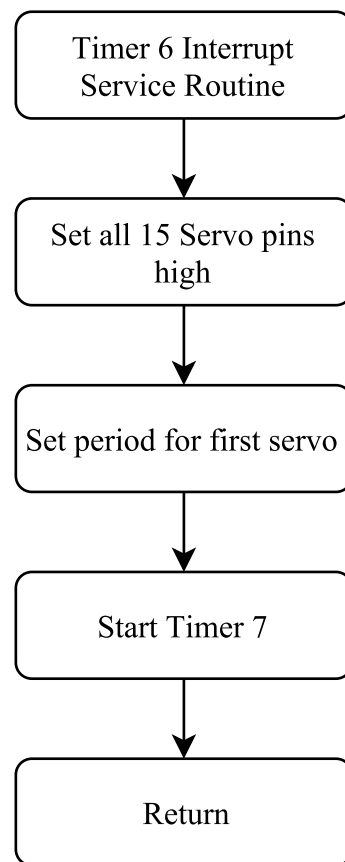 Timer 6 Interrupt
Service Routine
Set all 15 Servo pins
high
Set period for first servo
Start Timer 7
Return